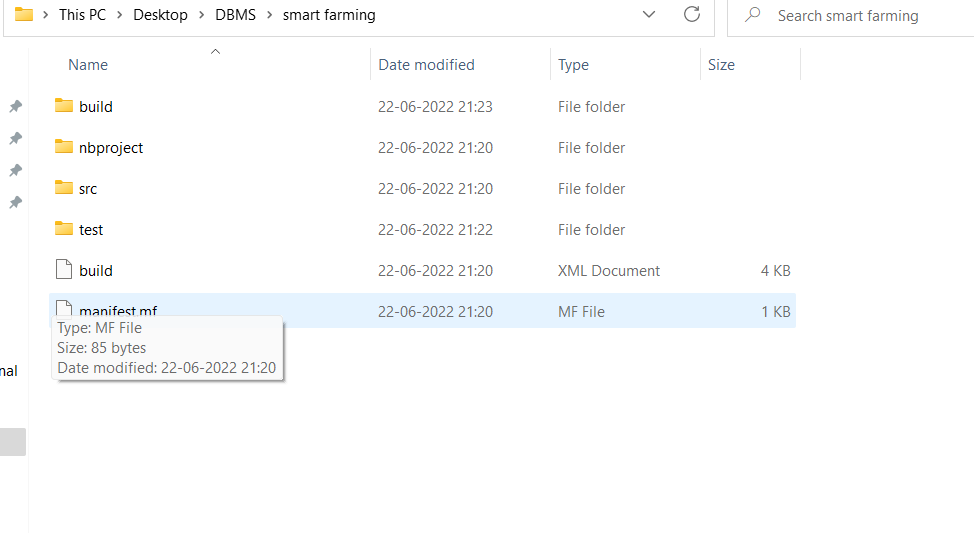 This PC > Desktop > DBMS > smart farming
Search smart farming
Name Date modified Type Size
build 22-06-2022 21:23 File folder
nbproject 22-06-2022 21:20 File folder
src 22-06-2022 21:20 File folder
test 22-06-2022 21:22 File folder
build 22-06-2022 21:20 XML Document 4 KB
manifest.mf 22-06-2022 21:20 MF File 1 KB
Type: MF File
Size: 85 bytes
Date modified: 22-06-2022 21:20
nal